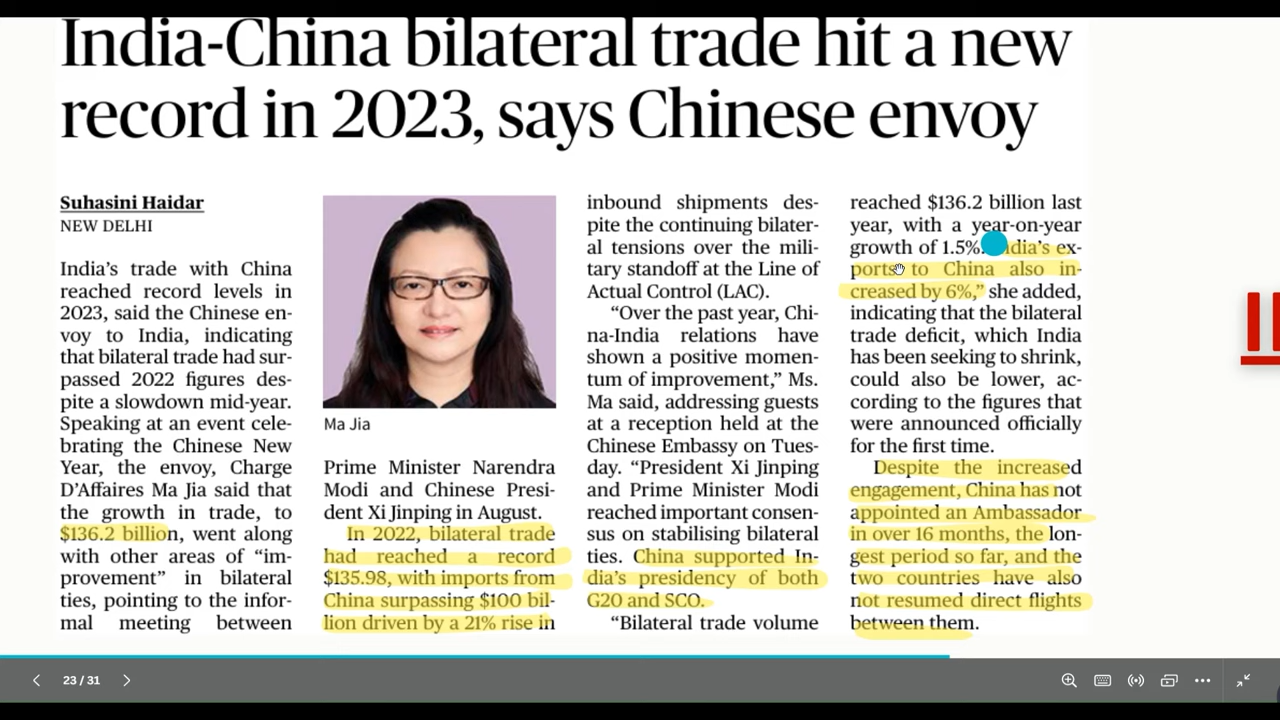 India-China bilateral trade hit a new
record in 2023, says Chinese envoy
Suhasini Haidar
NEW DELHI
India’s trade with China
reached record levels in
2023, said the Chinese en-
voy to India, indicating
that bilateral trade had sur-
passed 2022 figures des-
pite a slowdown mid-year.
Speaking at an event cele-
brating the Chinese New
Year, the envoy, Charge
D’Affaires Ma Jia said that
the growth in trade, to
$136.2 billion, went along
with other areas of “im-
provement” in bilateral
ties, pointing to the infor-
mal meeting between
Ma Jia
Prime Minister Narendra
Modi and Chinese Presi-
dent Xi Jinping in August.
In 2022, bilateral trade
had reached a record
$135.98, with imports from
China surpassing $100 bil-
lion driven by a 21% rise in
inbound shipments des-
pite the continuing bilater-
al tensions over the mili-
tary standoff at the Line of
Actual Control (LAC).
“Over the past year, Chi-
na-India relations have
shown a positive momen-
tum of improvement,” Ms.
Ma said, addressing guests
at a reception held at the
Chinese Embassy on Tues-
day. “President Xi Jinping
and Prime Minister Modi
reached important consen-
sus on stabilising bilateral
ties. China supported In-
dia’s presidency of both
G20 and SCO.
“Bilateral trade volume
reached $136.2 billion last
year, with a year-on-year
growth of 1.5%. ex-
ports to China also in-
creased by 6%,” she added,
indicating that the bilateral
trade deficit, which India
has been seeking to shrink,
could also be lower, ac-
cording to the figures that
were announced officially
for the first time.
Despite the increased
engagement, China has not
appointed an Ambassador
in over 16 months, the lon-
gest period so far, and the
two countries have also
not resumed direct flights
between them.
23 / 31